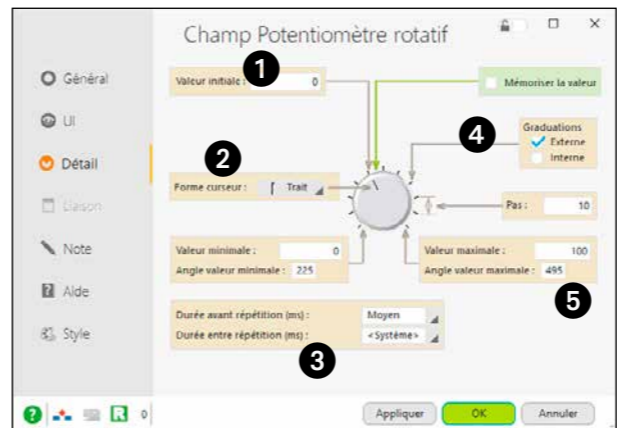 Champ Potentiomètre rotatif
Général
UI
Détail
Liaison
Note
Aide
Style
1
Valeur initiale : 0
Mémoriser la valeur
4
Graduations
Externe
Interne
2
Forme curseur : Trait
Pas : 10
Valeur minimale : 0
Angle valeur minimale : 225
Valeur maximale : 100
Angle valeur maximale : 495
5
Durée avant répétition (ms) : Moyen
Durée entre répétition (ms) : <Système>
3
? R 0
Appliquer OK Annuler